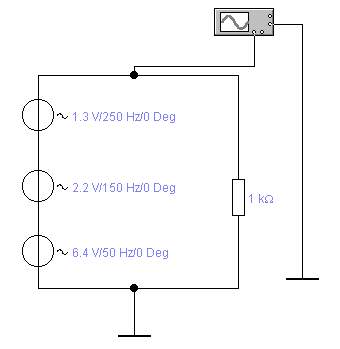 1.3 V/250 Hz/0 Deg
2.2 V/150 Hz/0 Deg
1 kΩ
6.4 V/50 Hz/0 Deg